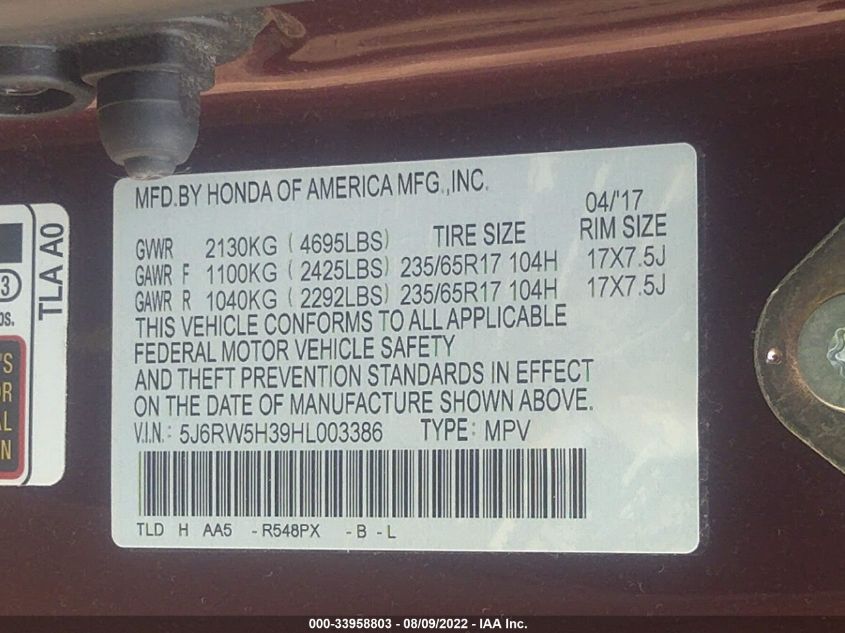 MFD.BY HONDA OF AMERICA MFG.,INC.
04/'17
TIRE SIZE RIM SIZE
GVWR 2130KG ( 4695LBS)
GAWR F 1100KG ( 2425LBS) 235/65R17 104H 17X7.5J
GAWR R 1040KG ( 2292LBS) 235/65R17 104H 17X7.5J
THIS VEHICLE CONFORMS TO ALL APPLICABLE
FEDERAL MOTOR VEHICLE SAFETY
AND THEFT PREVENTION STANDARDS IN EFFECT
ON THE DATE OF MANUFACTURE SHOWN ABOVE.
V.I.N.: 5J6RW5H39HL003386 TYPE: MPV
TLD H AA5 -R548PX -B -L
TLA A0
3
000-33958803 - 08/09/2022 - IAA Inc.